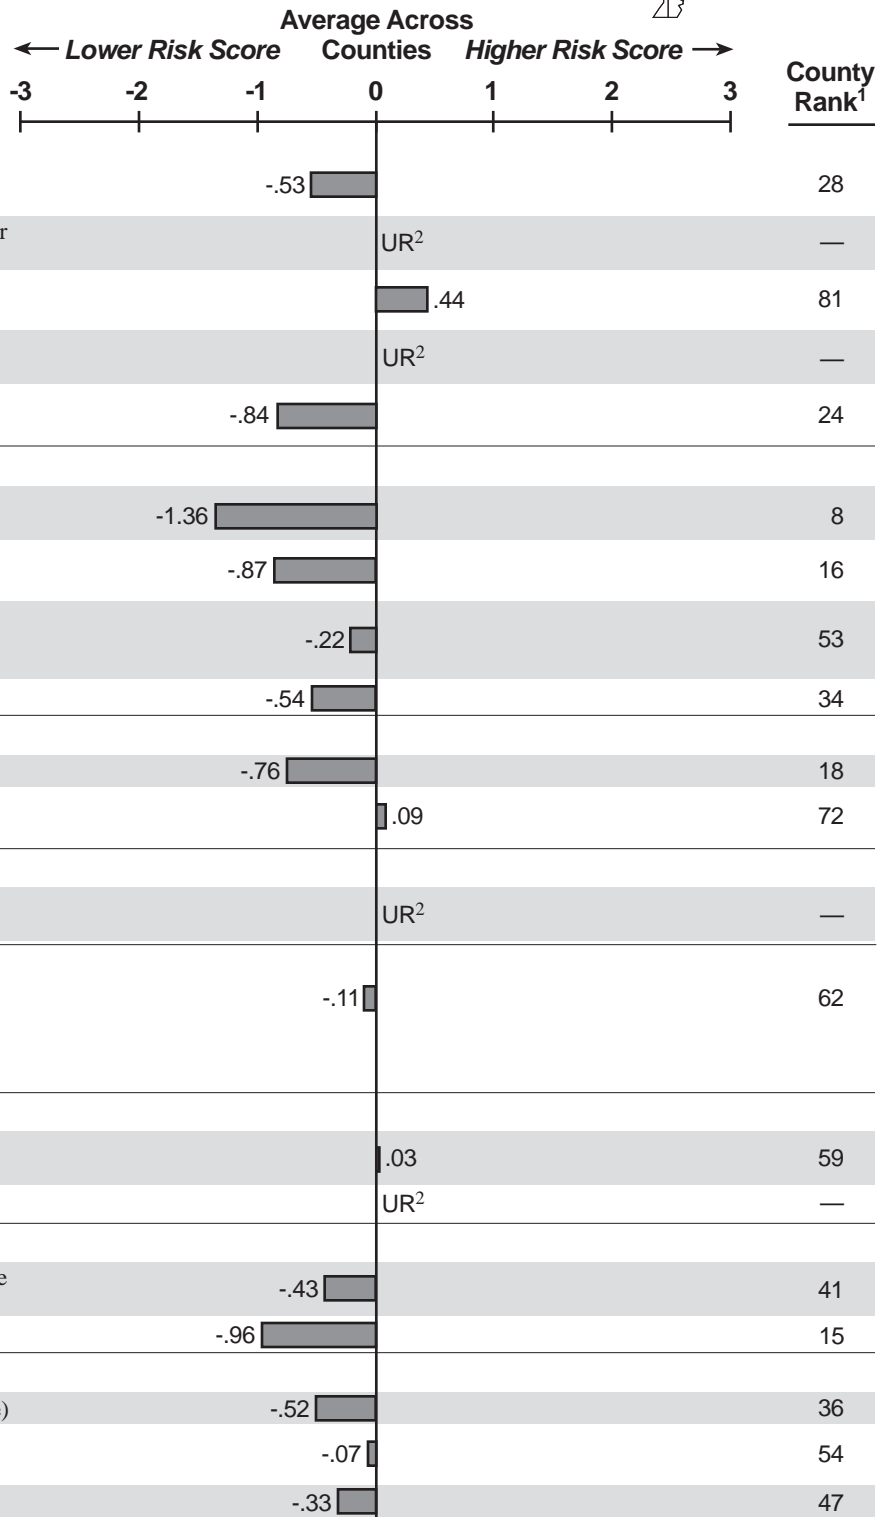 Average Across
← Lower Risk Score Counties Higher Risk Score →
County
Rank¹
-3 -2 -1 0 1 2 3
-.53 28
r UR² —
.44 81
UR² —
-.84 24
-1.36 8
-.87 16
-.22 53
-.54 34
-.76 18
.09 72
UR² —
-.11 62
.03 59
UR² —
e -.43 41
-.96 15
) -.52 36
-.07 54
-.33 47